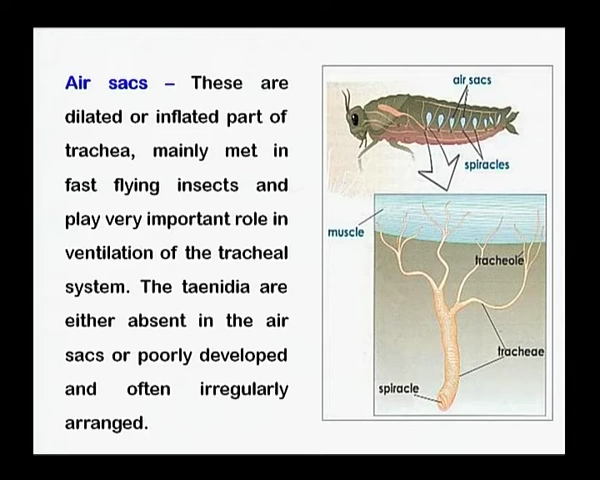 Air sacs – These are
dilated or inflated part of
trachea, mainly met in
fast flying insects and
play very important role in
ventilation of the tracheal
system. The taenidia are
either absent in the air
sacs or poorly developed
and often irregularly
arranged.
air sacs
spiracles
muscle
tracheole
tracheae
spiracle